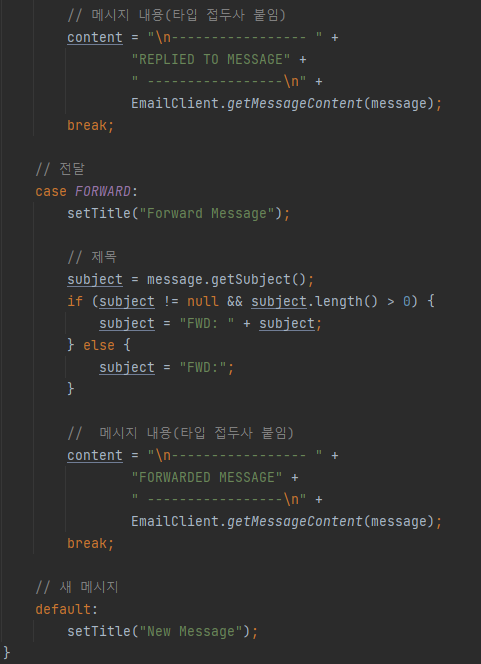 // 메시지 내용(타입 접두사 붙임)
content = "\n----------------- " +
"REPLIED TO MESSAGE" +
" -----------------\n" +
EmailClient.getMessageContent(message);
break;
// 전달
case FORWARD:
setTitle("Forward Message");
// 제목
subject = message.getSubject();
if (subject != null && subject.length() > 0) {
subject = "FWD: " + subject;
} else {
subject = "FWD:";
}
//  메시지 내용(타입 접두사 붙임)
content = "\n----------------- " +
"FORWARDED MESSAGE" +
" -----------------\n" +
EmailClient.getMessageContent(message);
break;
// 새 메시지
default:
setTitle("New Message");
}